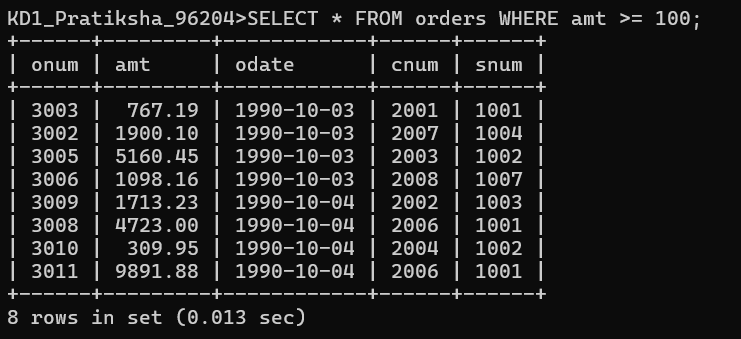 KD1_Pratiksha_96204>SELECT * FROM orders WHERE amt >= 100;
+------+---------+------------+------+------+
| onum | amt     | odate      | cnum | snum |
+------+---------+------------+------+------+
| 3003 |  767.19 | 1990-10-03 | 2001 | 1001 |
| 3002 | 1900.10 | 1990-10-03 | 2007 | 1004 |
| 3005 | 5160.45 | 1990-10-03 | 2003 | 1002 |
| 3006 | 1098.16 | 1990-10-03 | 2008 | 1007 |
| 3009 | 1713.23 | 1990-10-04 | 2002 | 1003 |
| 3008 | 4723.00 | 1990-10-04 | 2006 | 1001 |
| 3010 |  309.95 | 1990-10-04 | 2004 | 1002 |
| 3011 | 9891.88 | 1990-10-04 | 2006 | 1001 |
+------+---------+------------+------+------+
8 rows in set (0.013 sec)